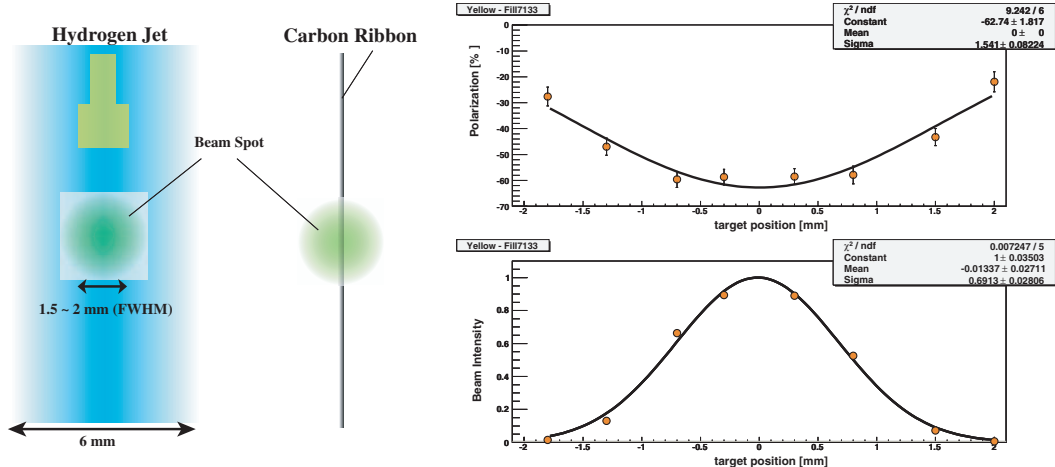 Hydrogen Jet
Carbon Ribbon
Beam Spot
1.5 ~ 2 mm (FWHM)
6 mm
Yellow - Fill7133
χ² / ndf 9.242 / 6
Constant -62.74 ± 1.817
Mean 0 ± 0
Sigma 1.541 ± 0.08224
Polarization [% ]
0
-10
-20
-30
-40
-50
-60
-70
-2 -1.5 -1 -0.5 0 0.5 1 1.5 2
target position [mm]
Yellow - Fill7133
χ² / ndf 0.007247 / 5
Constant 1 ± 0.03503
Mean -0.01337 ± 0.02711
Sigma 0.6913 ± 0.02806
Beam Intensity
1
0.8
0.6
0.4
0.2
0
-2 -1.5 -1 -0.5 0 0.5 1 1.5 2
target position [mm]